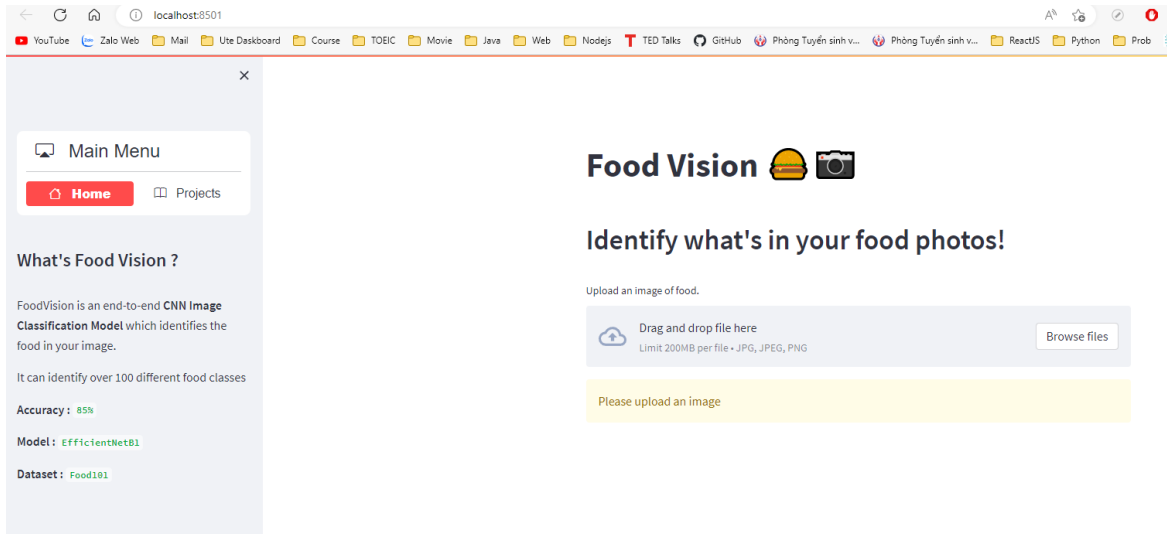 localhost:8501
YouTube Zalo Web Mail Ute Daskboard Course TOEIC Movie Java Web Nodejs TED Talks GitHub Phòng Tuyển sinh v... Phòng Tuyển sinh v... ReactJS Python Prob
Main Menu
Home Projects
What's Food Vision ?
FoodVision is an end-to-end CNN Image
Classification Model which identifies the
food in your image.
It can identify over 100 different food classes
Accuracy : 85%
Model : EfficientNetB1
Dataset : Food101
Food Vision
Identify what's in your food photos!
Upload an image of food.
Drag and drop file here
Limit 200MB per file • JPG, JPEG, PNG
Browse files
Please upload an image